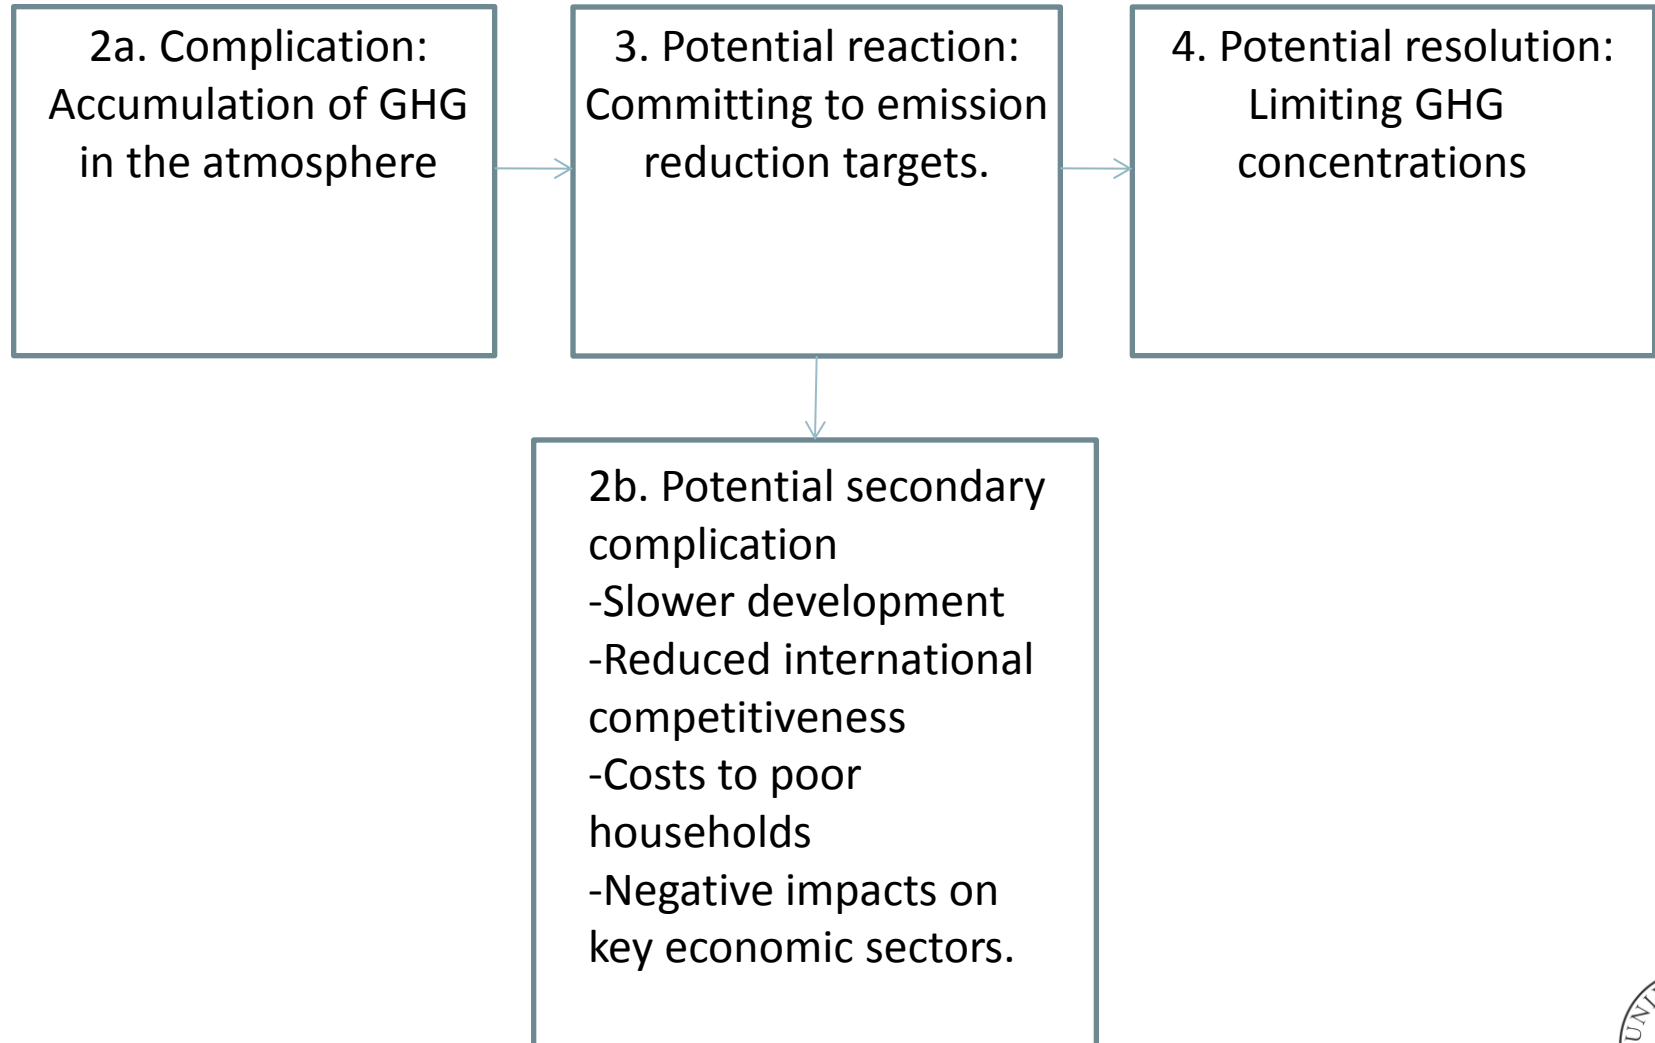 2a. Complication:
Accumulation of GHG
in the atmosphere
3. Potential reaction:
Committing to emission
reduction targets.
4. Potential resolution:
Limiting GHG
concentrations
2b. Potential secondary
complication
-Slower development
-Reduced international
competitiveness
-Costs to poor
households
-Negative impacts on
key economic sectors.